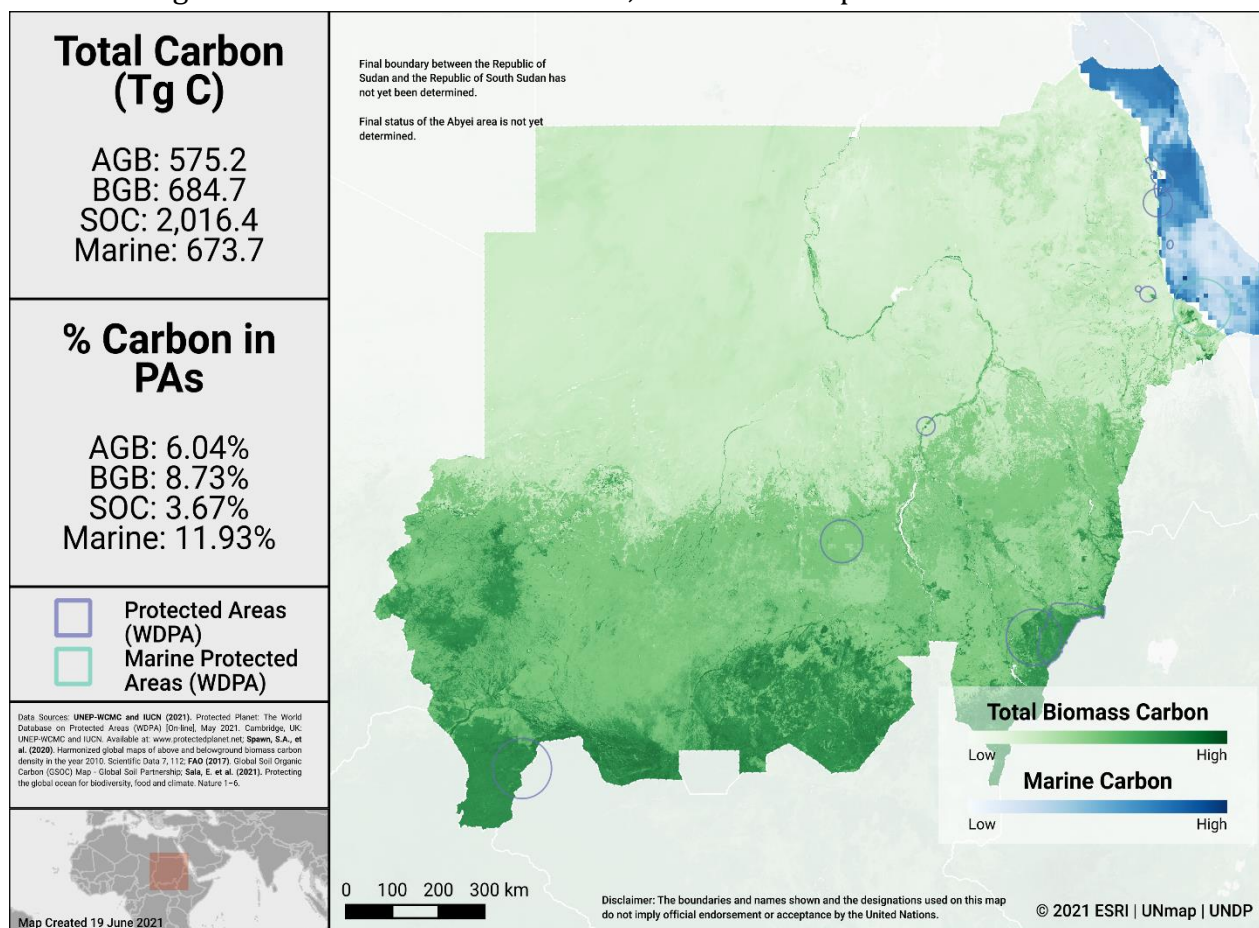 Total Carbon
(Tg C)
AGB: 575.2
BGB: 684.7
SOC: 2,016.4
Marine: 673.7
% Carbon in
PAs
AGB: 6.04%
BGB: 8.73%
SOC: 3.67%
Marine: 11.93%
Protected Areas
(WDPA)
Marine Protected
Areas (WDPA)
Data Sources: UNEP-WCMC and IUCN (2021). Protected Planet: The World
Database on Protected Areas (WDPA) [On-line], May 2021. Cambridge, UK:
UNEP-WCMC and IUCN. Available at: www.protectedplanet.net; Spawn, S.A., et
al. (2020). Harmonized global maps of above and belowground biomass carbon
density in the year 2010. Scientific Data 7, 112; FAO (2017). Global Soil Organic
Carbon (GSOC) Map - Global Soil Partnership; Sala, E. et al. (2021). Protecting
the global ocean for biodiversity, food and climate. Nature 1–6.
Map Created 19 June 2021
Final boundary between the Republic of
Sudan and the Republic of South Sudan has
not yet been determined.
Final status of the Abyei area is not yet
determined.
Total Biomass Carbon
Low High
Marine Carbon
Low High
0 100 200 300 km
Disclaimer: The boundaries and names shown and the designations used on this map
do not imply official endorsement or acceptance by the United Nations.
© 2021 ESRI | UNmap | UNDP